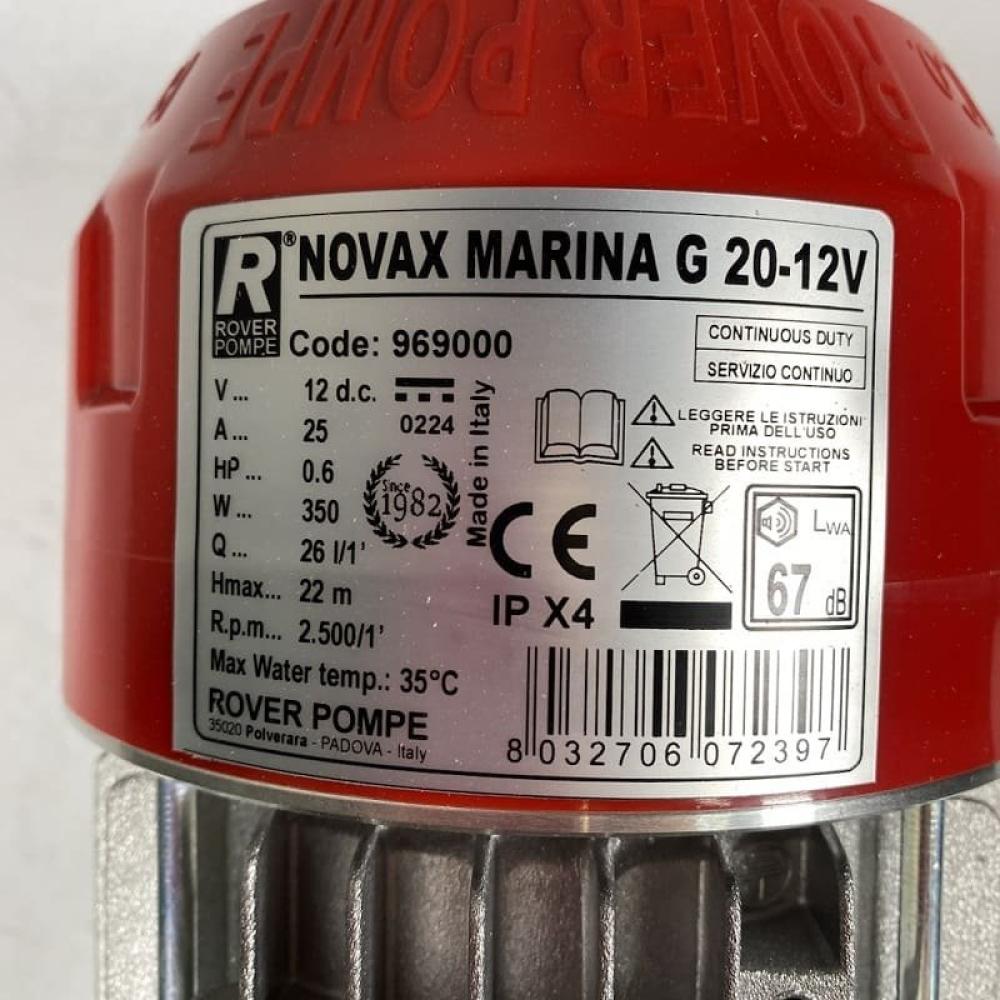 ROVER POMPE
ROVER POMPE
R
ROVER
POMPE
®
NOVAX MARINA G 20-12V
Code: 969000
CONTINUOUS DUTY
SERVIZIO CONTINUO
V... 12 d.c.
A... 25
0224
HP... 0.6
W... 350
Q... 26 l/1'
Hmax... 22 m
R.p.m... 2.500/1'
Max Water temp.: 35°C
Since
1982
Made in Italy
LEGGERE LE ISTRUZIONI
PRIMA DELL'USO
READ INSTRUCTIONS
BEFORE START
CE
IP X4
LWA
67 dB
ROVER POMPE
35020 Polverara - PADOVA - Italy
8 032706 072397